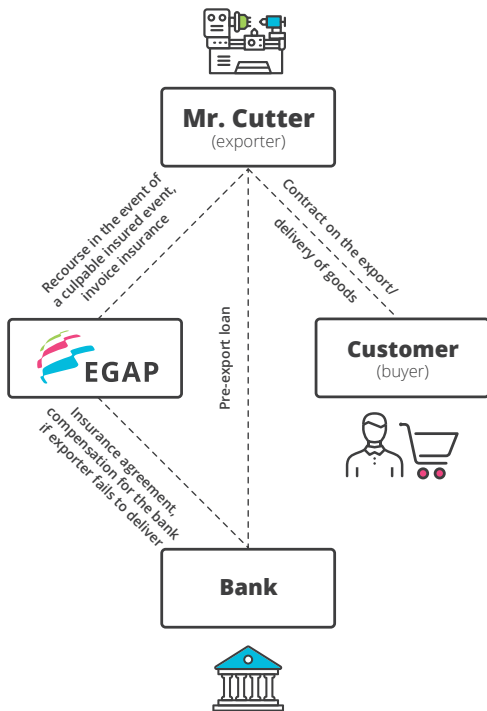 Mr. Cutter
(exporter)
Recourse in the event of
a culpable insured event,
invoice insurance
Contract on the export/
delivery of goods
Pre-export loan
EGAP
Customer
(buyer)
Insurance agreement,
compensation for the bank
if exporter fails to deliver
Bank